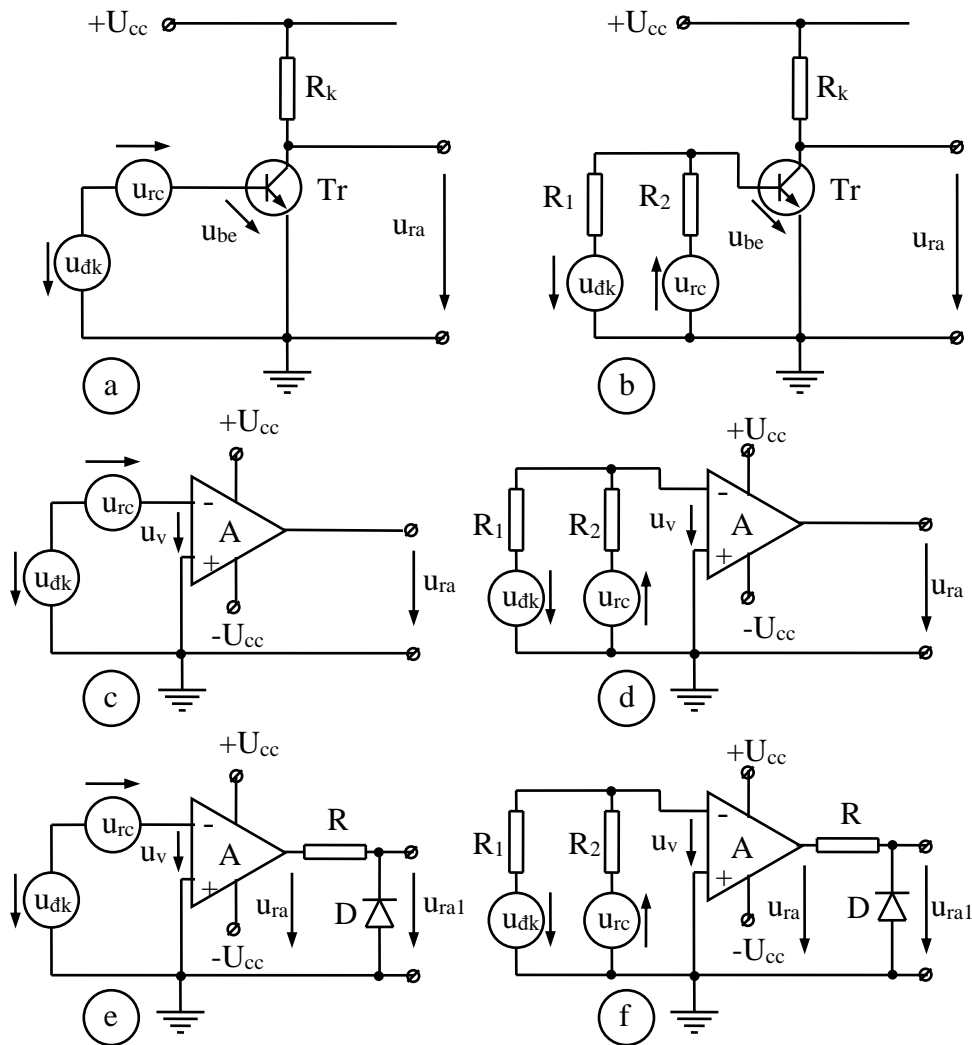 +Ucc
Rk
urc
Tr
ube
uđk
ura
a
+Ucc
Rk
R1
R2
Tr
ube
uđk
urc
ura
b
+Ucc
urc
-
uv
A
+
uđk
ura
-Ucc
c
+Ucc
-
R1
R2
uv
A
+
uđk
urc
ura
-Ucc
d
+Ucc
urc
-
R
uv
A
+
uđk
ura
D
ura1
-Ucc
e
+Ucc
-
R
R1
R2
uv
A
+
uđk
urc
ura
D
ura1
-Ucc
f